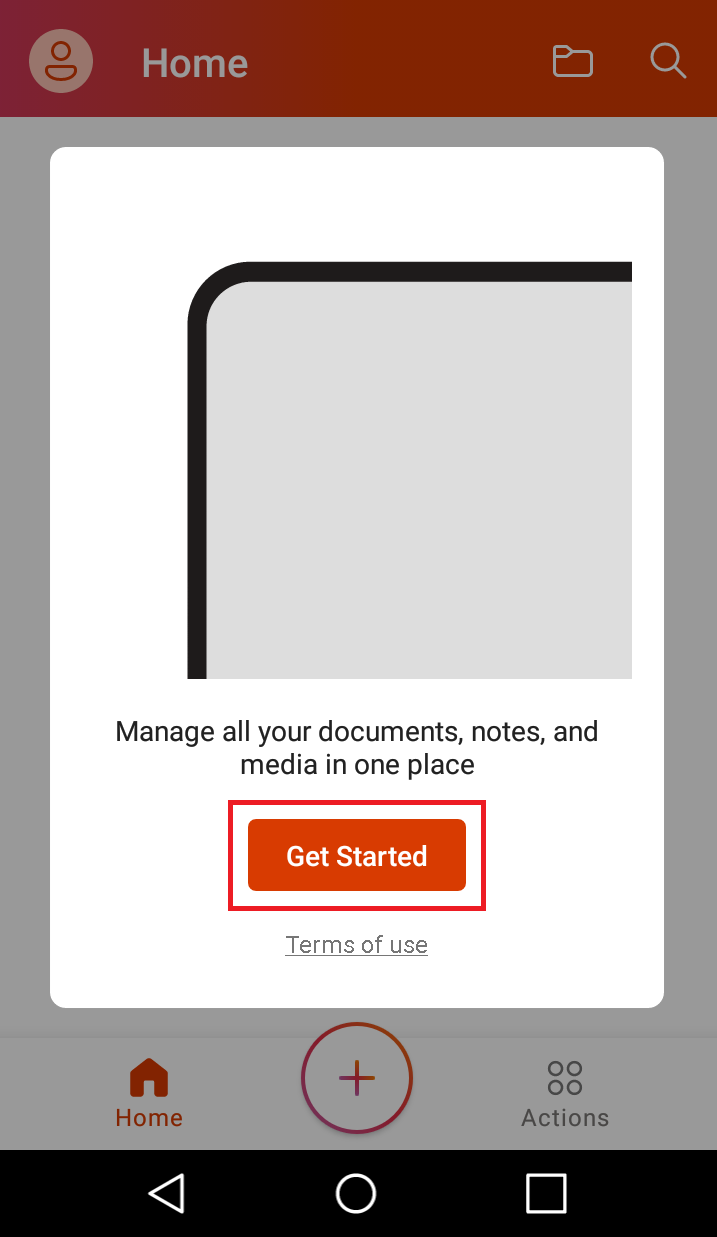 Home
Manage all your documents, notes, and
media in one place
Get Started
Terms of use
Home
Actions